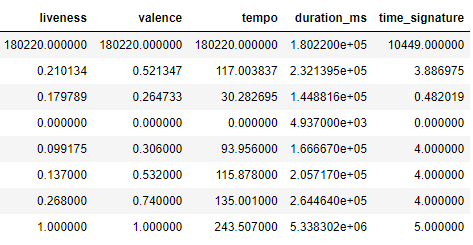 liveness valence tempo duration_ms time_signature
180220.000000 180220.000000 180220.000000 1.802200e+05 10449.000000
0.210134 0.521347 117.003837 2.321395e+05 3.886975
0.179789 0.264733 30.282695 1.448816e+05 0.482019
0.000000 0.000000 0.000000 4.937000e+03 0.000000
0.099175 0.306000 93.956000 1.666670e+05 4.000000
0.137000 0.532000 115.878000 2.057170e+05 4.000000
0.268000 0.740000 135.001000 2.644640e+05 4.000000
1.000000 1.000000 243.507000 5.338302e+06 5.000000